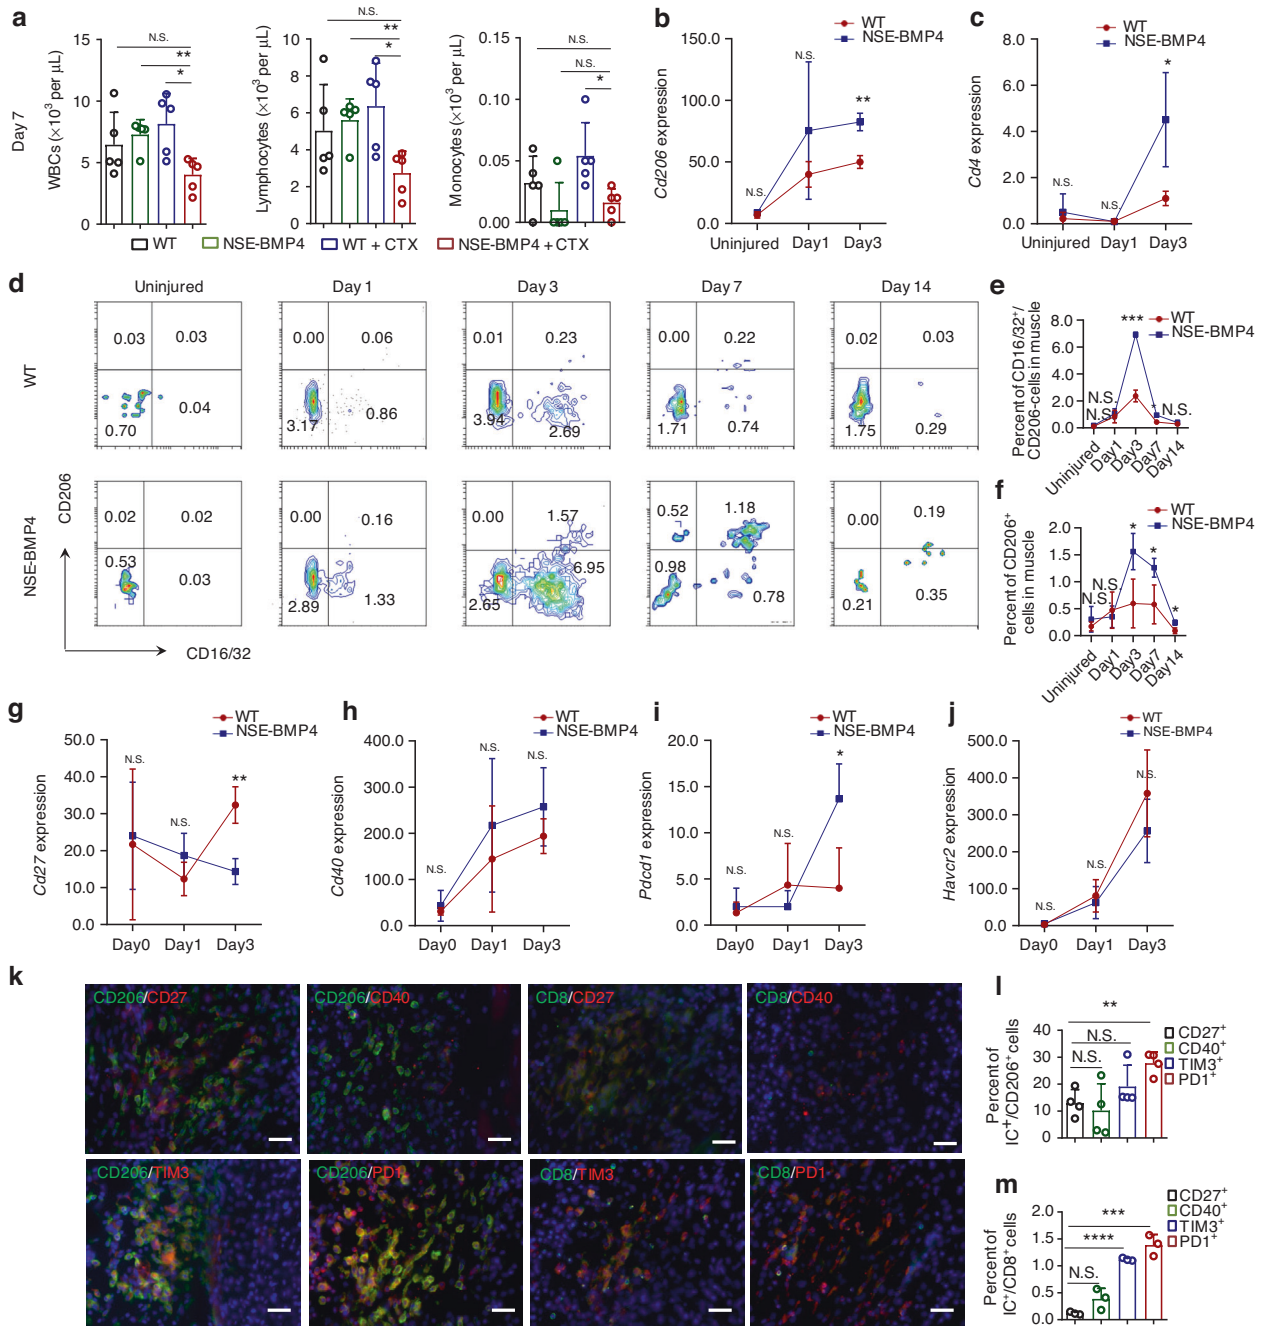 a
Day 7
WBCs (×10³ per µL)
15
10
5
0
N.S.
**
*
Lymphocytes (×10³ per µL)
10
8
6
4
2
0
N.S.
**
*
Monocytes (×10³ per µL)
0.15
0.10
0.05
0.00
N.S.
N.S.
*
WT
NSE-BMP4
WT + CTX
NSE-BMP4 + CTX
b
WT
NSE-BMP4
Cd206 expression
150.0
100.0
50.0
0.0
N.S.
N.S.
**
Uninjured
Day1
Day3
c
WT
NSE-BMP4
Cd4 expression
8.0
6.0
4.0
2.0
0.0
N.S.
N.S.
*
Uninjured
Day1
Day3
d
Uninjured
Day 1
Day 3
Day 7
Day 14
WT
0.03
0.03
0.04
0.70
0.00
0.06
0.86
3.17
0.01
0.23
2.69
3.94
0.00
0.22
0.74
1.71
0.02
0.03
0.29
1.75
NSE-BMP4
0.02
0.02
0.53
0.03
0.00
0.16
1.33
2.89
0.00
1.57
6.95
2.65
0.52
1.18
0.98
0.78
0.00
0.19
0.35
0.21
CD206
CD16/32
e
WT
NSE-BMP4
Percent of CD16/32⁺/
CD206-cells in muscle
8.0
6.0
4.0
2.0
0.0
N.S.
N.S.
***
*
N.S.
Uninjured
Day1
Day3
Day7
Day14
f
WT
NSE-BMP4
Percent of CD206⁺
cells in muscle
2.0
1.5
1.0
0.5
0.0
N.S.
N.S.
*
*
*
Uninjured
Day1
Day3
Day7
Day14
g
WT
NSE-BMP4
Cd27 expression
50.0
40.0
30.0
20.0
10.0
0.0
N.S.
N.S.
**
Day0
Day1
Day3
h
WT
NSE-BMP4
Cd40 expression
400.0
300.0
200.0
100.0
0.0
N.S.
N.S.
N.S.
Day0
Day1
Day3
i
WT
NSE-BMP4
Pdcd1 expression
20.0
15.0
10.0
5.0
0.0
N.S.
N.S.
*
Day0
Day1
Day3
j
WT
NSE-BMP4
Havcr2 expression
500.0
400.0
300.0
200.0
100.0
0.0
N.S.
N.S.
N.S.
Day0
Day1
Day3
k
CD206/CD27
CD206/CD40
CD8/CD27
CD8/CD40
CD206/TIM3
CD206/PD1
CD8/TIM3
CD8/PD1
l
Percent of
IC⁺/CD206⁺ cells
40
30
20
10
0
**
N.S.
N.S.
CD27⁺
CD40⁺
TIM3⁺
PD1⁺
m
Percent of
IC⁺/CD8⁺ cells
2.0
1.5
1.0
0.5
0.0
***
****
N.S.
CD27⁺
CD40⁺
TIM3⁺
PD1⁺